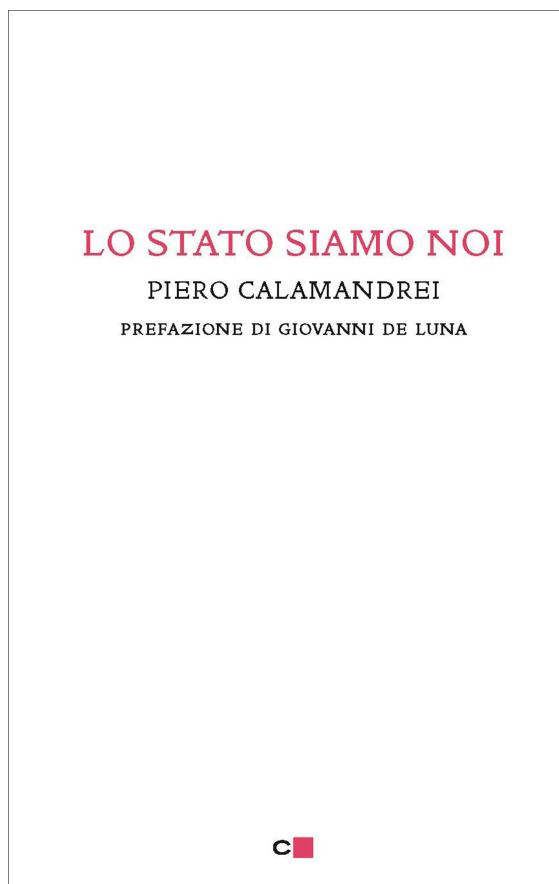 LO STATO SIAMO NOI
PIERO CALAMANDREI
PREFAZIONE DI GIOVANNI DE LUNA
C